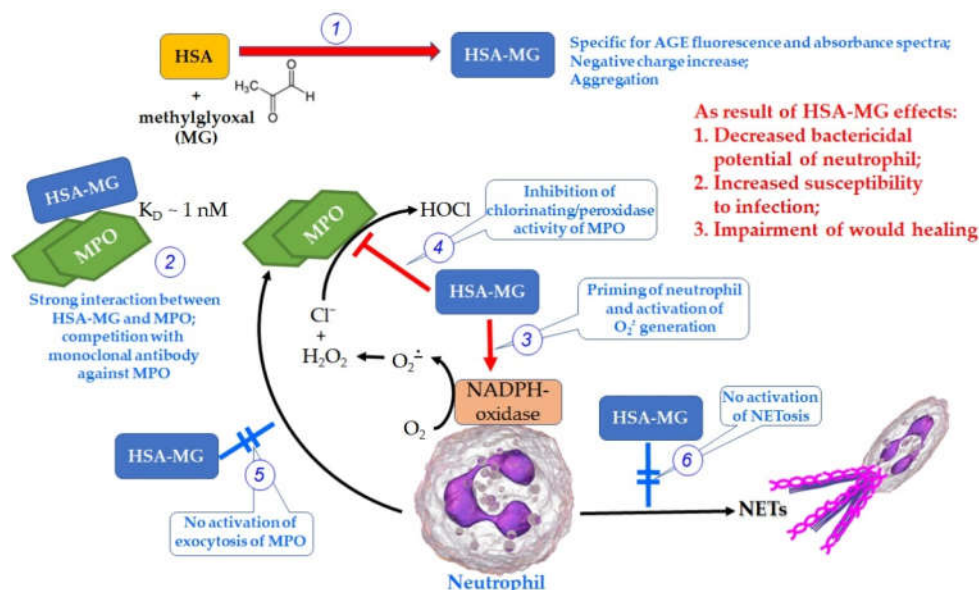 1
HSA
+
methylglyoxal
(MG)
H₃C
O
O
H
HSA-MG
Specific for AGE fluorescence and absorbance spectra;
Negative charge increase;
Aggregation
As result of HSA-MG effects:
1. Decreased bactericidal
potential of neutrophil;
2. Increased susceptibility
to infection;
3. Impairment of would healing
HSA-MG
MPO
K_D ~ 1 nM
2
Strong interaction between
HSA-MG and MPO;
competition with
monoclonal antibody
against MPO
MPO
HOCl
Inhibition of
chlorinating/peroxidase
activity of MPO
4
HSA-MG
Cl⁻
+
H₂O₂
O₂∸
O₂
Priming of neutrophil
and activation of
O₂∸ generation
3
NADPH-
oxidase
HSA-MG
5
No activation of
exocytosis of MPO
HSA-MG
No activation
of NETosis
6
NETs
Neutrophil